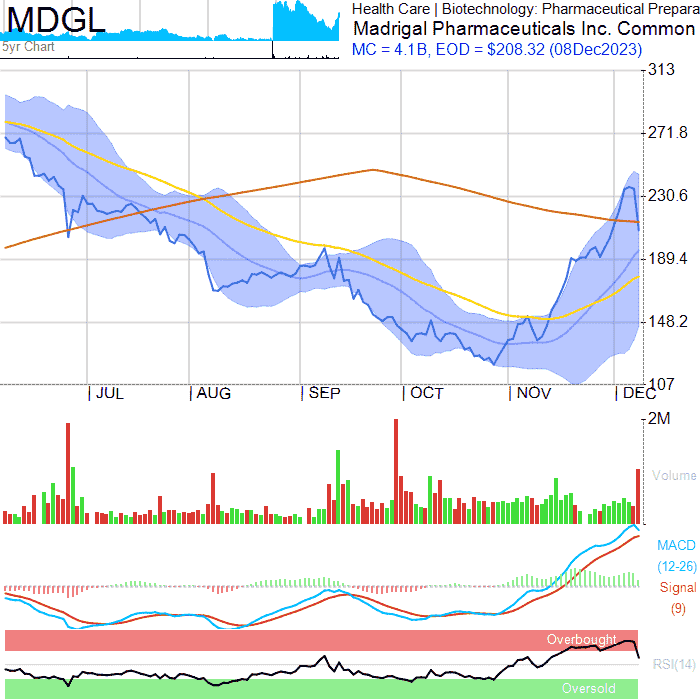 MDGL
5yr Chart
Health Care | Biotechnology: Pharmaceutical Prepara
Madrigal Pharmaceuticals Inc. Common
MC = 4.1B, EOD = $208.32 (08Dec2023)
313
271.8
230.6
189.4
148.2
107
JUL AUG SEP OCT NOV DEC
2M
Volume
MACD
(12-26)
Signal
(9)
Overbought
RSI(14)
Oversold